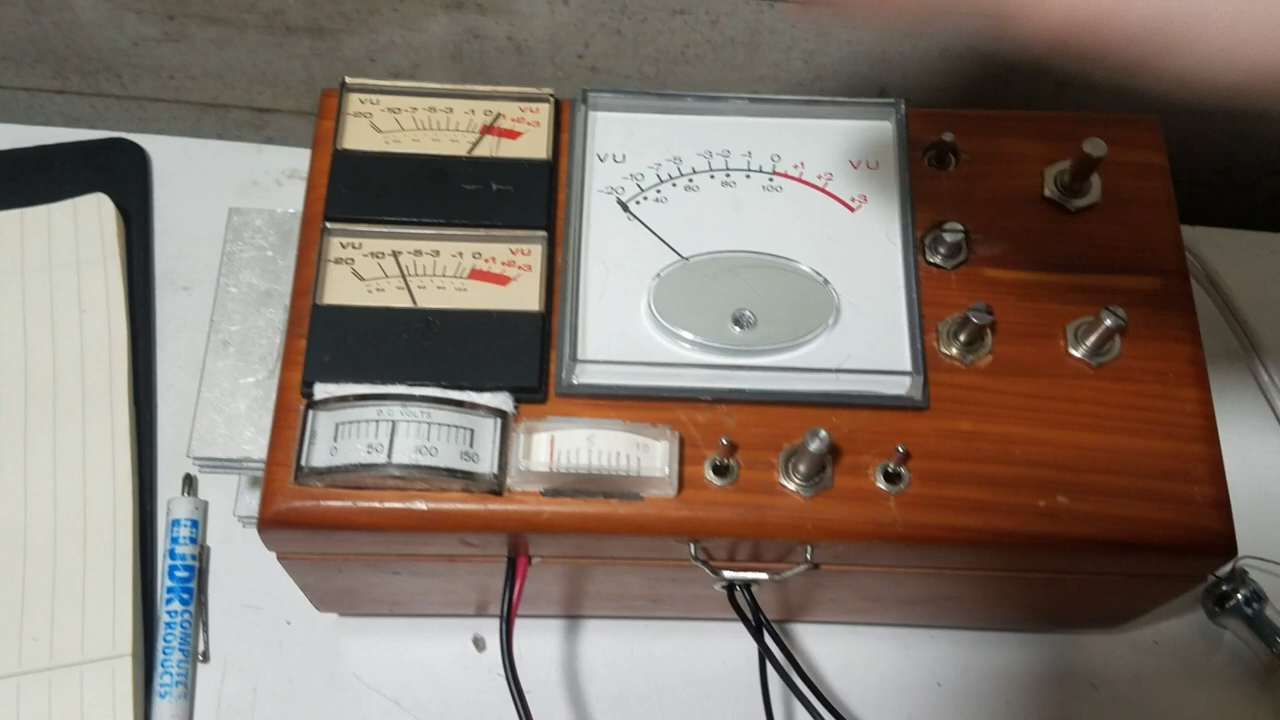 VU VU
-20 -10 -7 -5 -3 -1 0 +1 +2 +3
VU VU
-20 -10 -7 -5 -3 -1 0 +1 +2 +3
VU VU
-20 -10 -7 -5 -3 -2 -1 0 +1 +2 +3
40 60 80 100
D.C. VOLTS
0 50 100 150
JDR
COMPUTER
PRODUCTS